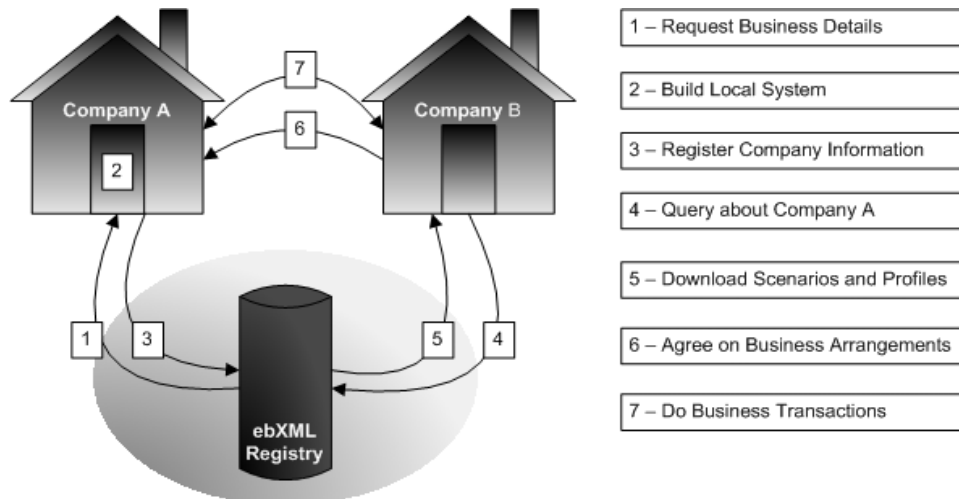 7
Company A
Company B
6
2
1
3
5
4
ebXML
Registry
1 – Request Business Details
2 – Build Local System
3 – Register Company Information
4 – Query about Company A
5 – Download Scenarios and Profiles
6 – Agree on Business Arrangements
7 – Do Business Transactions